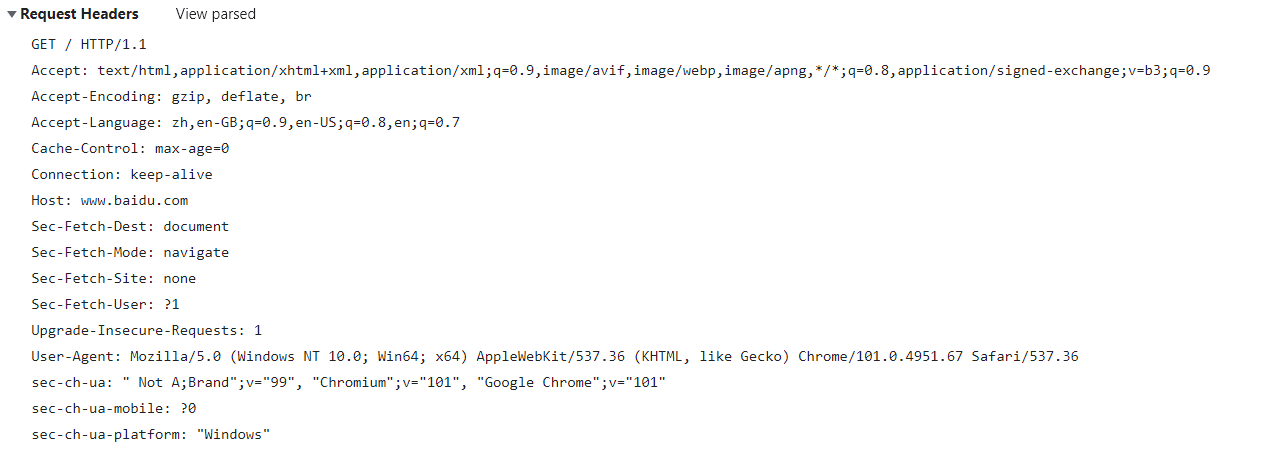 Request Headers View parsed
GET / HTTP/1.1
Accept: text/html,application/xhtml+xml,application/xml;q=0.9,image/avif,image/webp,image/apng,*/*;q=0.8,application/signed-exchange;v=b3;q=0.9
Accept-Encoding: gzip, deflate, br
Accept-Language: zh,en-GB;q=0.9,en-US;q=0.8,en;q=0.7
Cache-Control: max-age=0
Connection: keep-alive
Host: www.baidu.com
Sec-Fetch-Dest: document
Sec-Fetch-Mode: navigate
Sec-Fetch-Site: none
Sec-Fetch-User: ?1
Upgrade-Insecure-Requests: 1
User-Agent: Mozilla/5.0 (Windows NT 10.0; Win64; x64) AppleWebKit/537.36 (KHTML, like Gecko) Chrome/101.0.4951.67 Safari/537.36
sec-ch-ua: " Not A;Brand";v="99", "Chromium";v="101", "Google Chrome";v="101"
sec-ch-ua-mobile: ?0
sec-ch-ua-platform: "Windows"